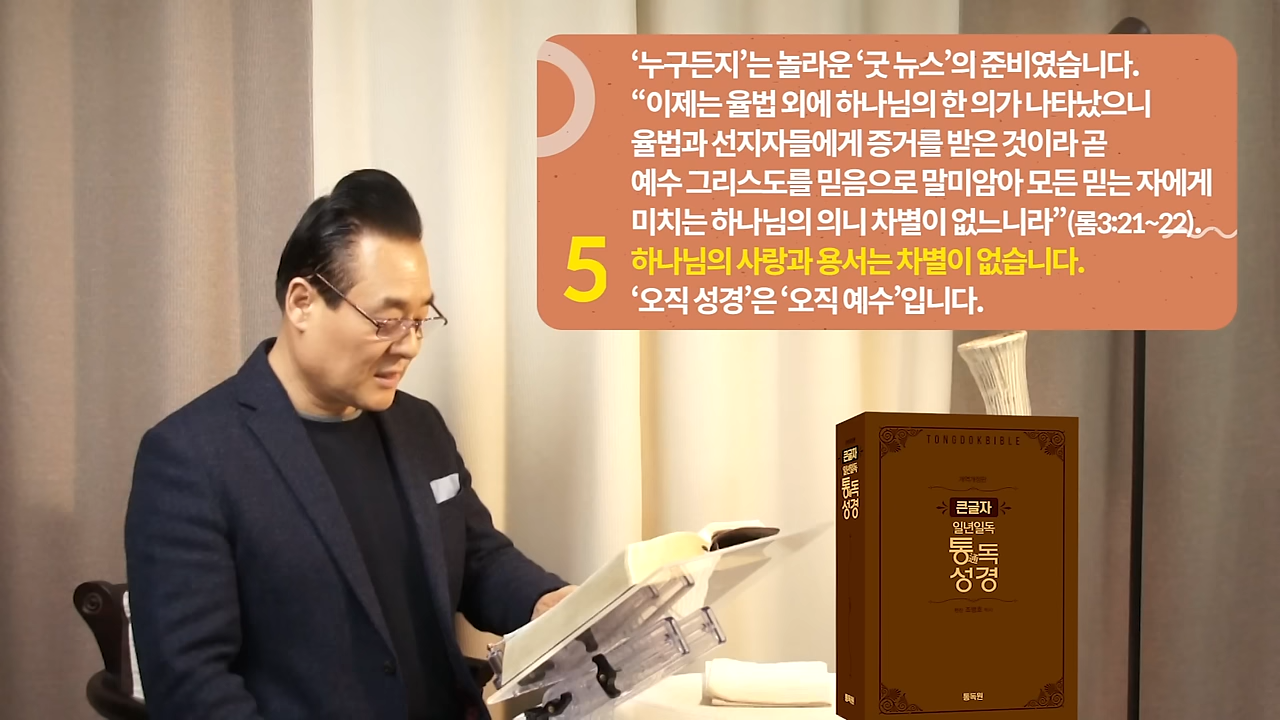 ‘누구든지’는 놀라운 ‘굿 뉴스’의 준비였습니다.
“이제는 율법 외에 하나님의 한 의가 나타났으니
율법과 선지자들에게 증거를 받은 것이라 곧
예수 그리스도를 믿음으로 말미암아 모든 믿는 자에게
미치는 하나님의 의니 차별이 없느니라”(롬3:21~22).
5 하나님의 사랑과 용서는 차별이 없습니다.
‘오직 성경’은 ‘오직 예수’입니다.
큰글자
일년일독
통독
성경
통독원
TONGDOKBIBLE
큰글자
일년일독
통독
성경
통독원